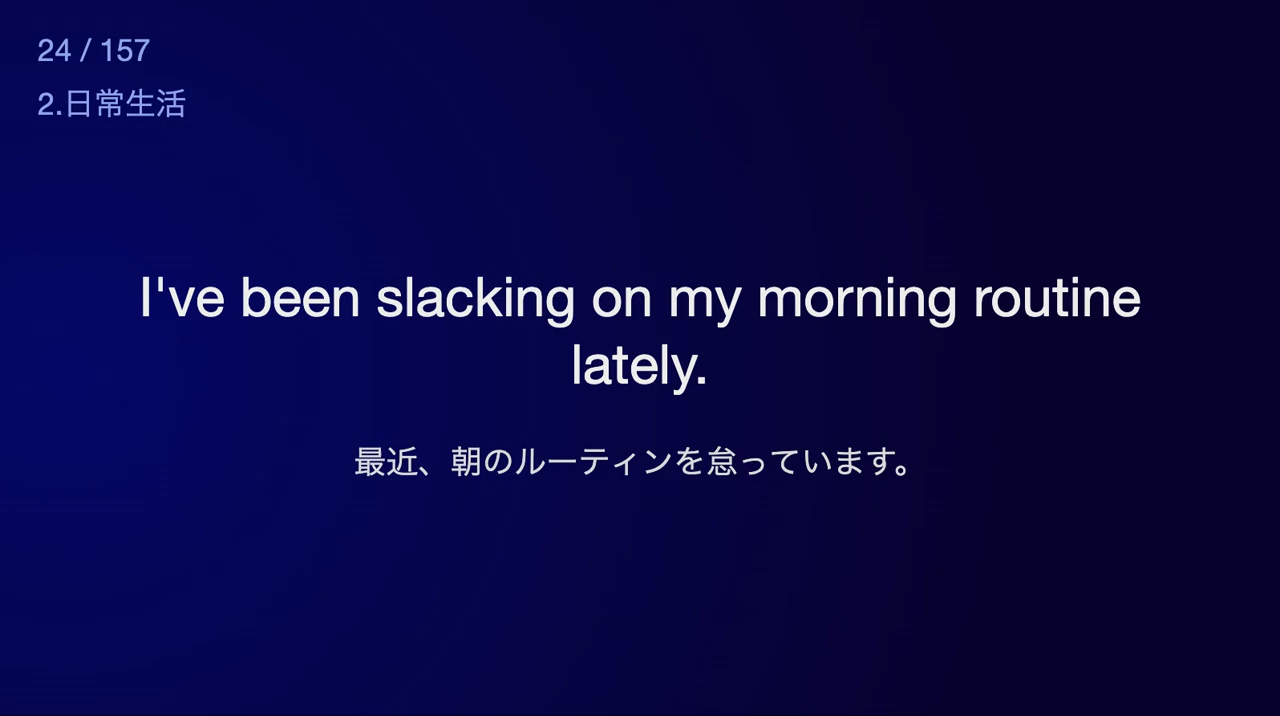 24 / 157
2.日常生活
I've been slacking on my morning routine
lately.
最近、朝のルーティンを怠っています。